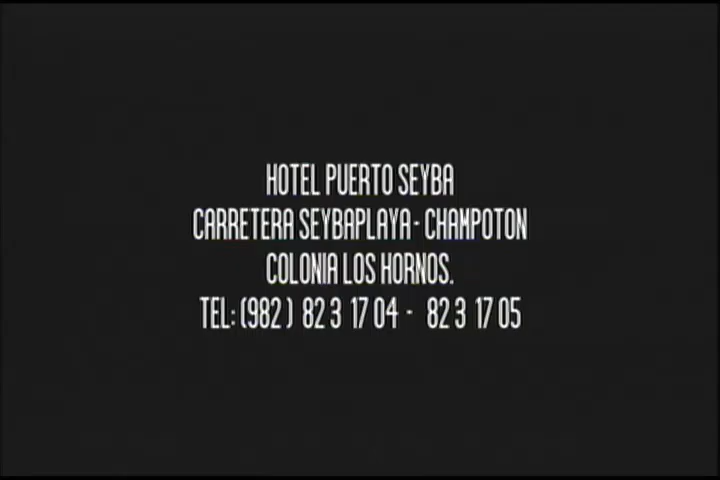 HOTEL PUERTO SEYBA
CARRETERA SEYBAPLAYA - CHAMPOTON
COLONIA LOS HORNOS.
TEL: (982) 82 3 17 04 - 82 3 17 05